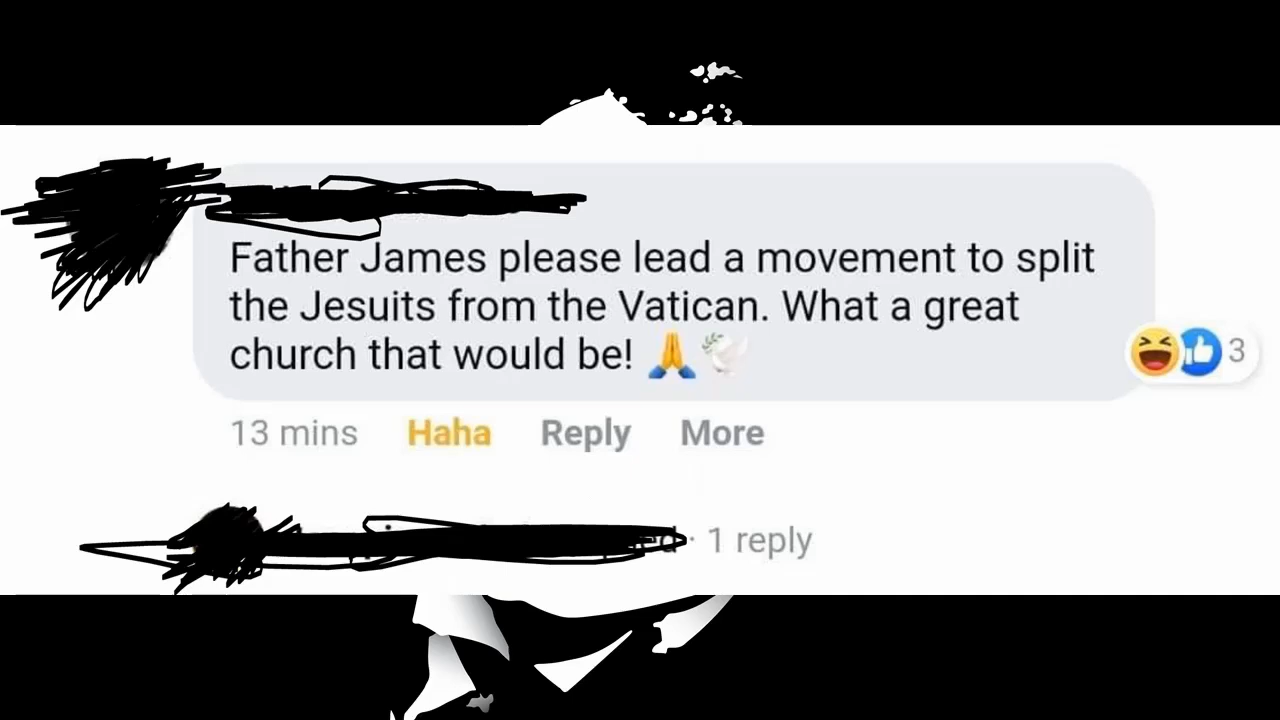 Father James please lead a movement to split
the Jesuits from the Vatican. What a great
church that would be! 🙏🕊️
3
13 mins Haha Reply More
· 1 reply